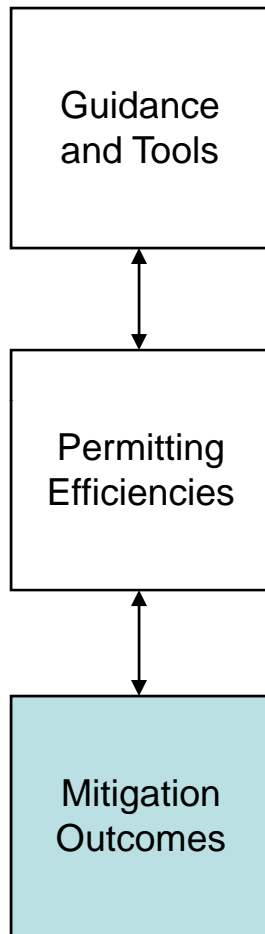 Guidance
and Tools
Permitting
Efficiencies
Mitigation
Outcomes